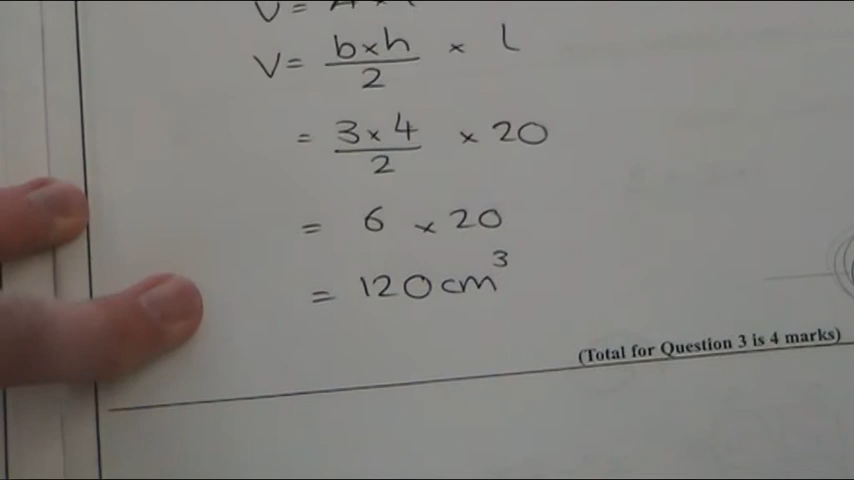 V =
V = b×h/2 × L
= 3×4/2 × 20
= 6 × 20
= 120cm³
(Total for Question 3 is 4 marks)